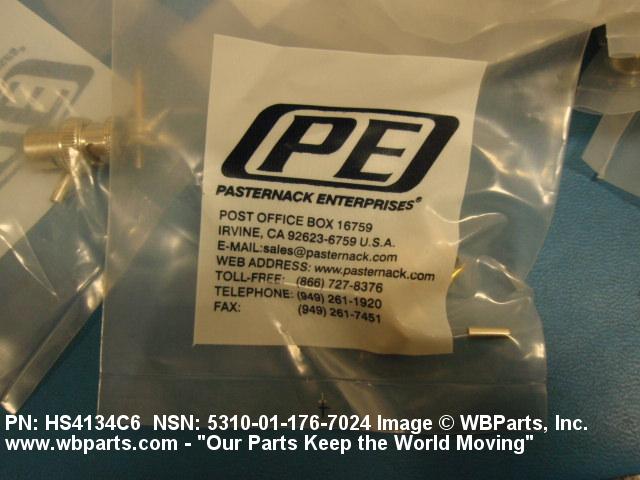 PE
PASTERNACK ENTERPRISES®
POST OFFICE BOX 16759
IRVINE, CA 92623-6759 U.S.A.
E-MAIL:sales@pasternack.com
WEB ADDRESS: www.pasternack.com
TOLL-FREE: (866) 727-8376
TELEPHONE: (949) 261-1920
FAX: (949) 261-7451
PN: HS4134C6 NSN: 5310-01-176-7024 Image © WBParts, Inc.
www.wbparts.com - "Our Parts Keep the World Moving"